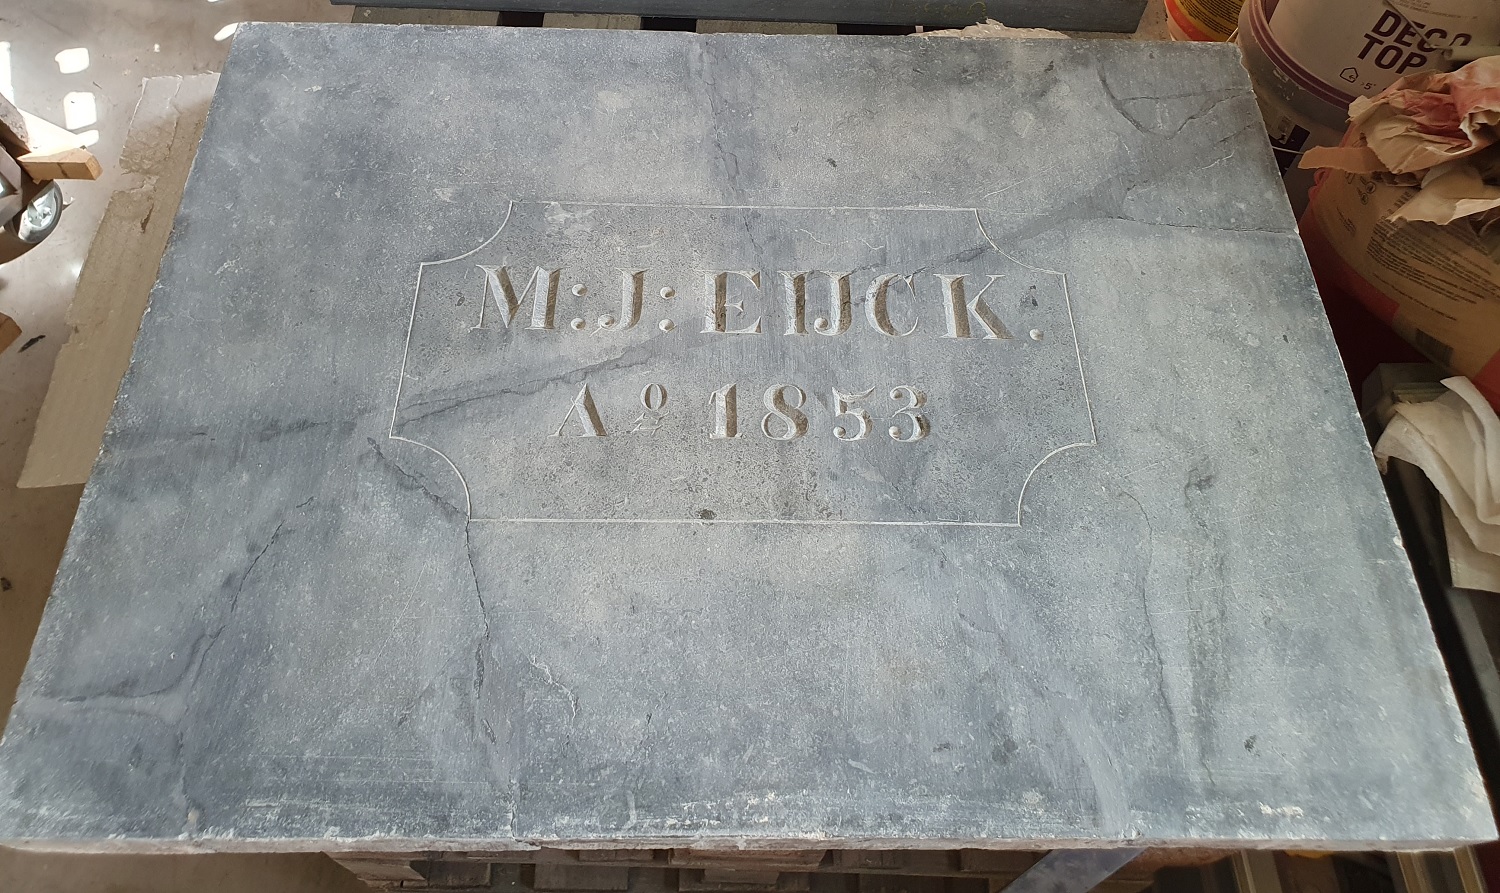 M:J: EIJCK.
Aº 1853
DECO
TOP